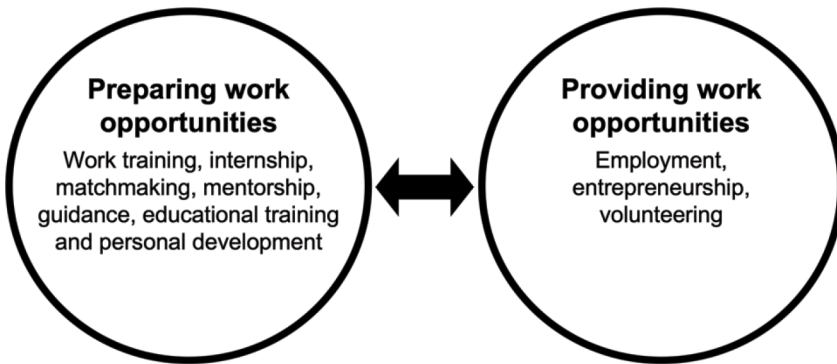 Preparing work
opportunities
Work training, internship,
matchmaking, mentorship,
guidance, educational training
and personal development
Providing work
opportunities
Employment,
entrepreneurship,
volunteering